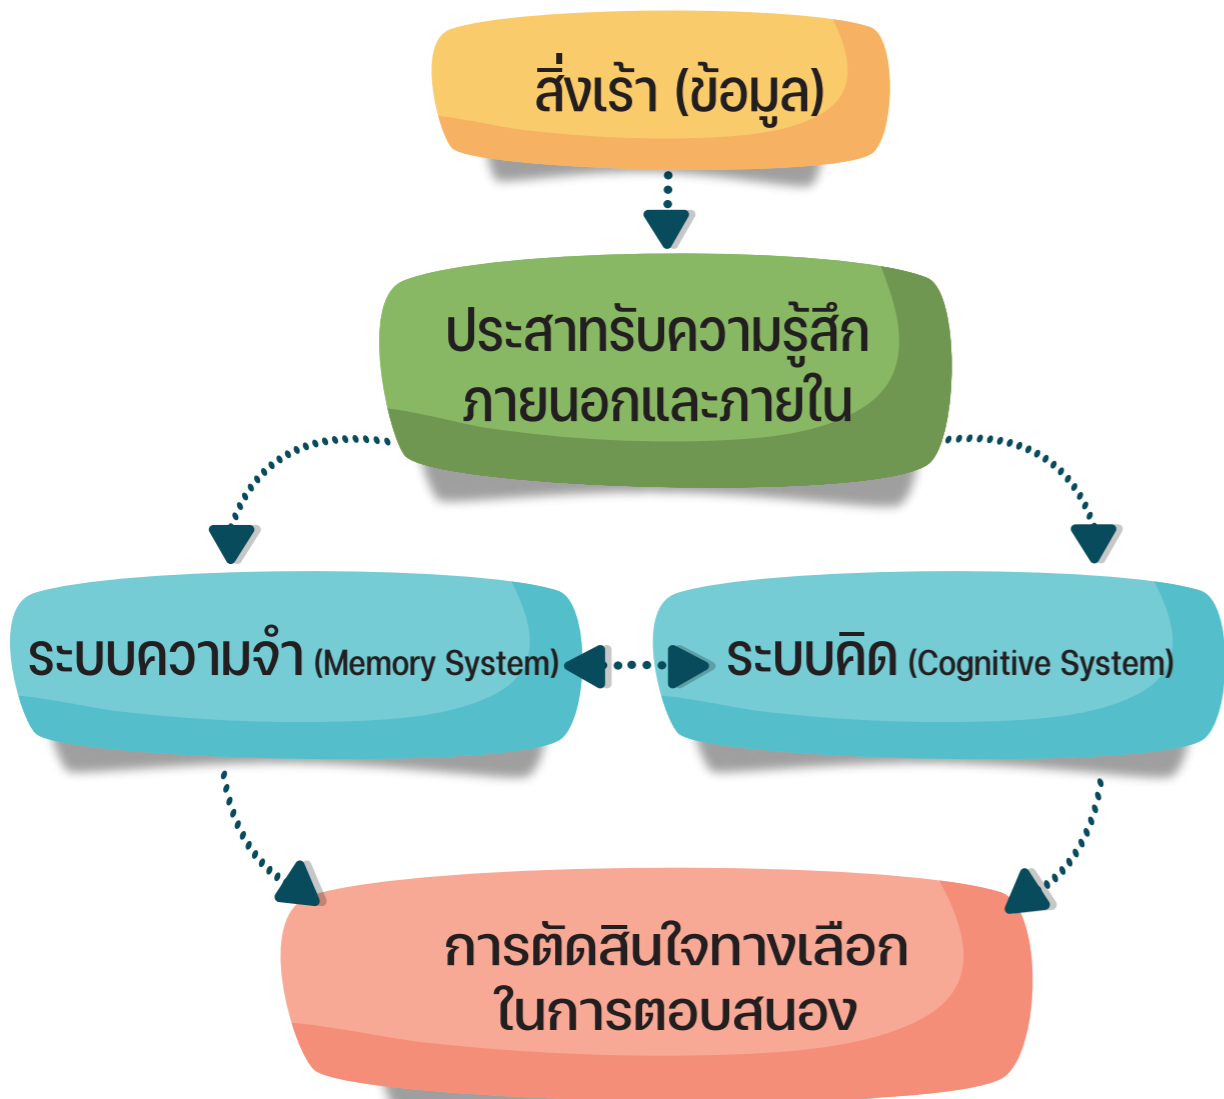 สิ่งเร้า (ข้อมูล)
ประสาทรับความรู้สึก
ภายนอกและภายใน
ระบบความจำ (Memory System)
ระบบคิด (Cognitive System)
การตัดสินใจทางเลือก
ในการตอบสนอง